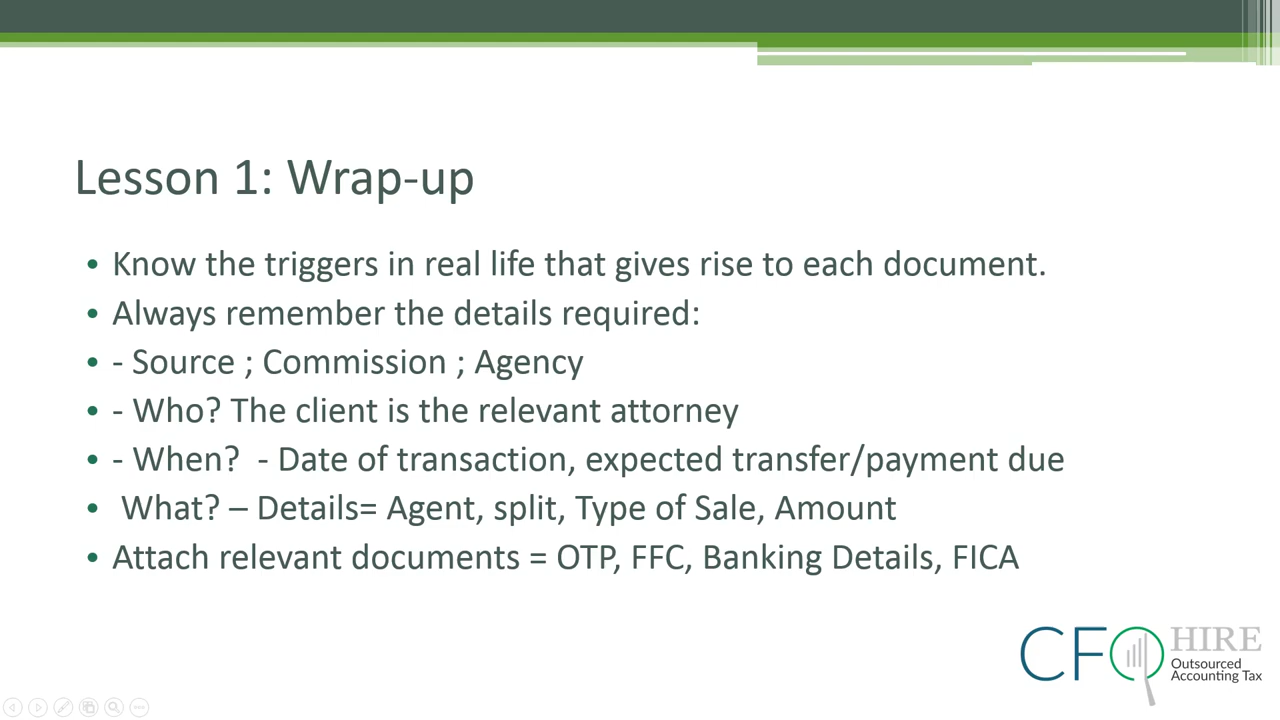 Lesson 1: Wrap-up
• Know the triggers in real life that gives rise to each document.
• Always remember the details required:
• - Source ; Commission ; Agency
• - Who? The client is the relevant attorney
• - When?  - Date of transaction, expected transfer/payment due
•  What? – Details= Agent, split, Type of Sale, Amount
• Attach relevant documents = OTP, FFC, Banking Details, FICA
CFO HIRE
Outsourced
Accounting Tax